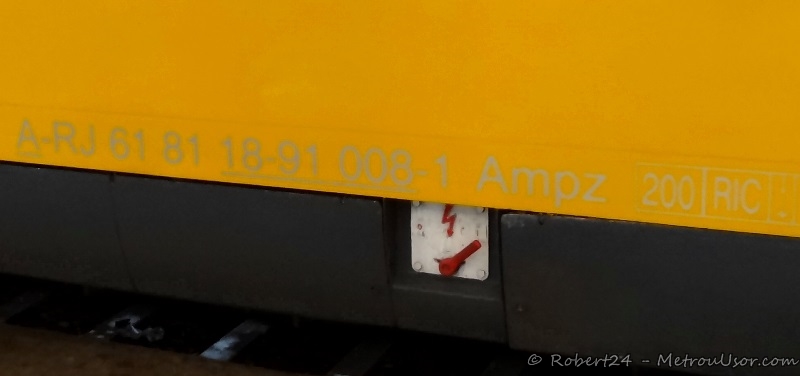 A-RJ 61 81 18-91 008-1 Ampz 200 RIC
© Robert24 - MetrouUsor.com